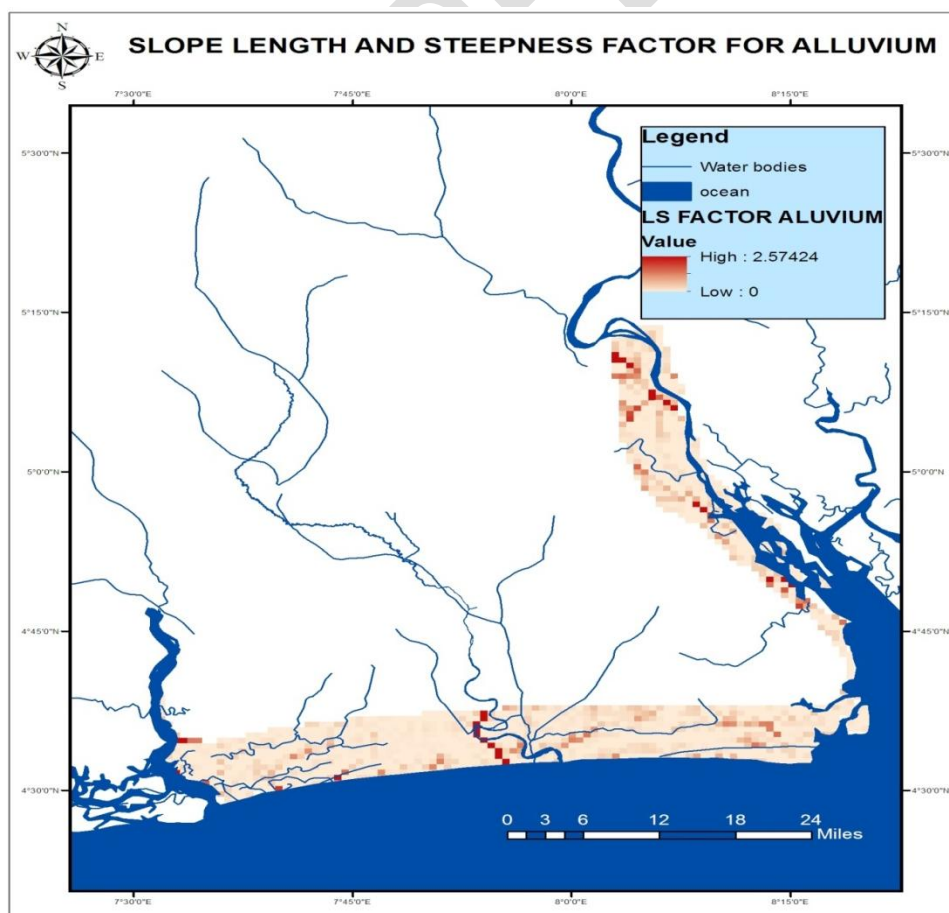 N
W E
S
SLOPE LENGTH AND STEEPNESS FACTOR FOR ALLUVIUM
7°30'0"E 7°45'0"E 8°0'0"E 8°15'0"E
Legend
Water bodies
ocean
LS FACTOR ALUVIUM
Value
High : 2.57424
Low : 0
5°30'0"N 5°30'0"N
5°15'0"N 5°15'0"N
5°0'0"N 5°0'0"N
4°45'0"N 4°45'0"N
4°30'0"N 4°30'0"N
0 3 6 12 18 24
Miles
7°30'0"E 7°45'0"E 8°0'0"E 8°15'0"E